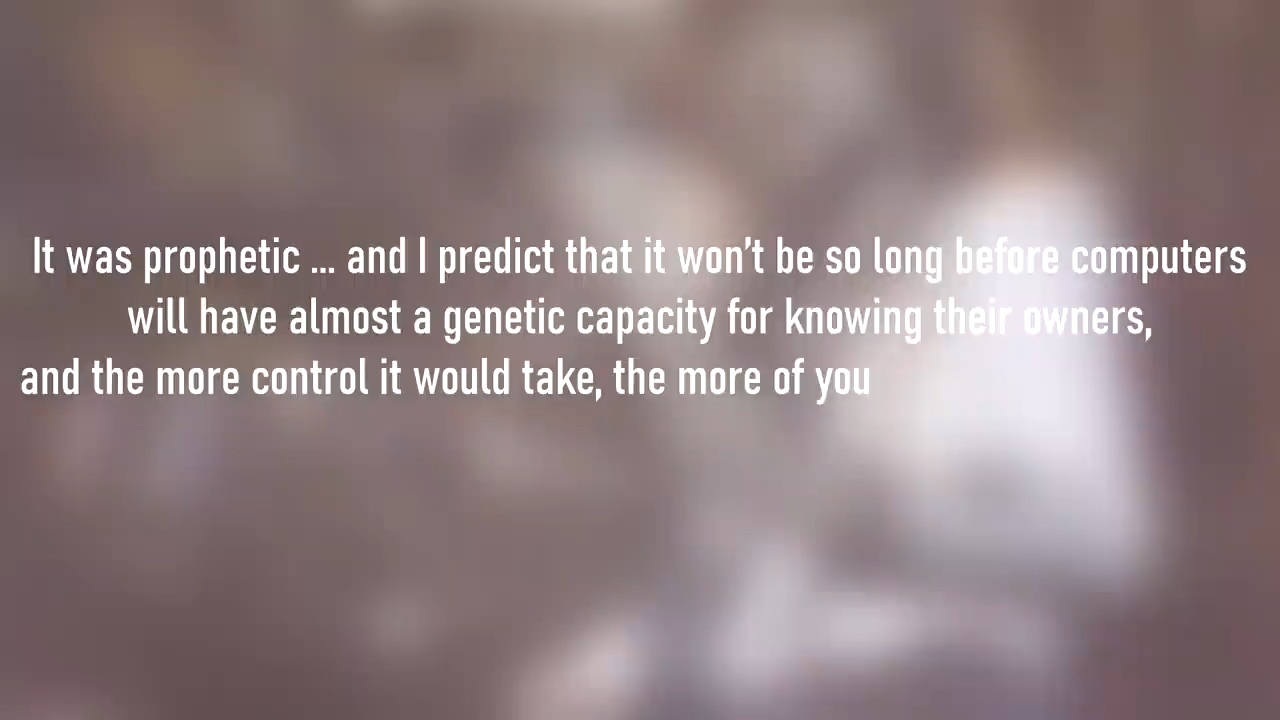 It was prophetic ... and I predict that it won’t be so long before computers
will have almost a genetic capacity for knowing their owners,
and the more control it would take, the more of you